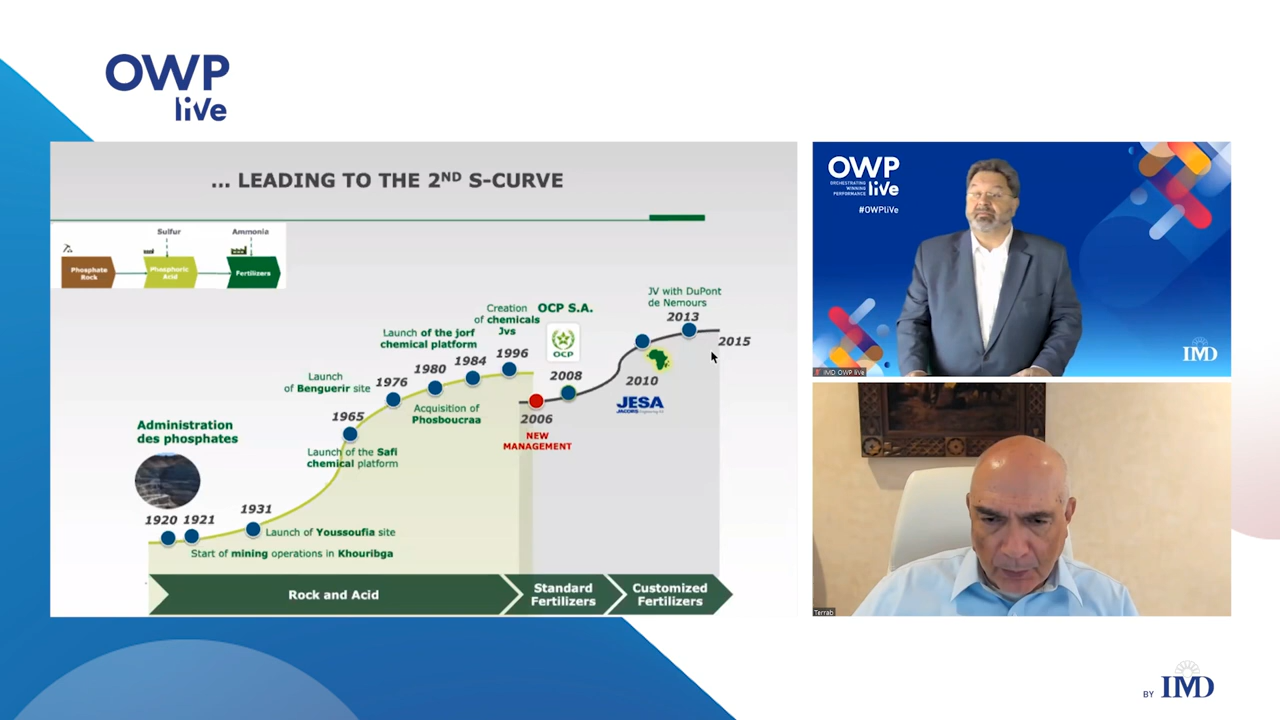 OWP
live
... LEADING TO THE 2ND S-CURVE
Sulfur
Ammonia
Phosphate
Rock
Phosphoric
Acid
Fertilizers
Administration
des phosphates
1920
1921
1931
Launch of Youssoufia site
Start of mining operations in Khouribga
1965
Launch of the Safi
chemical platform
Launch
of Benguerir site
1976
1980
Acquisition of
Phosboucraa
Launch of the jorf
chemical platform
1984
Creation
of chemicals
Jvs
1996
OCP S.A.
OCP
2008
2006
NEW
MANAGEMENT
2010
JESA
JV with DuPont
de Nemours
2013
2015
Rock and Acid
Standard
Fertilizers
Customized
Fertilizers
OWP
live
ORCHESTRATING
WINNING
PERFORMANCE
#OWPliVe
IMD
IMD OWP live
Terrab
BY IMD